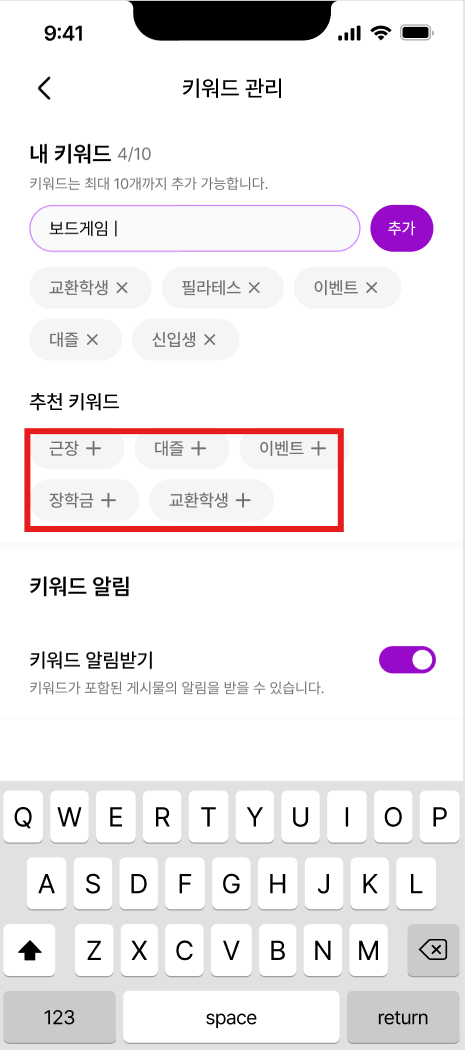 9:41
키워드 관리
내 키워드 4/10
키워드는 최대 10개까지 추가 가능합니다.
보드게임 | 추가
교환학생 × 필라테스 × 이벤트 ×
대즐 × 신입생 ×
추천 키워드
근장 + 대즐 + 이벤트 +
장학금 + 교환학생 +
키워드 알림
키워드 알림받기
키워드가 포함된 게시물의 알림을 받을 수 있습니다.
Q W E R T Y U I O P
A S D F G H J K L
Z X C V B N M
123 space return